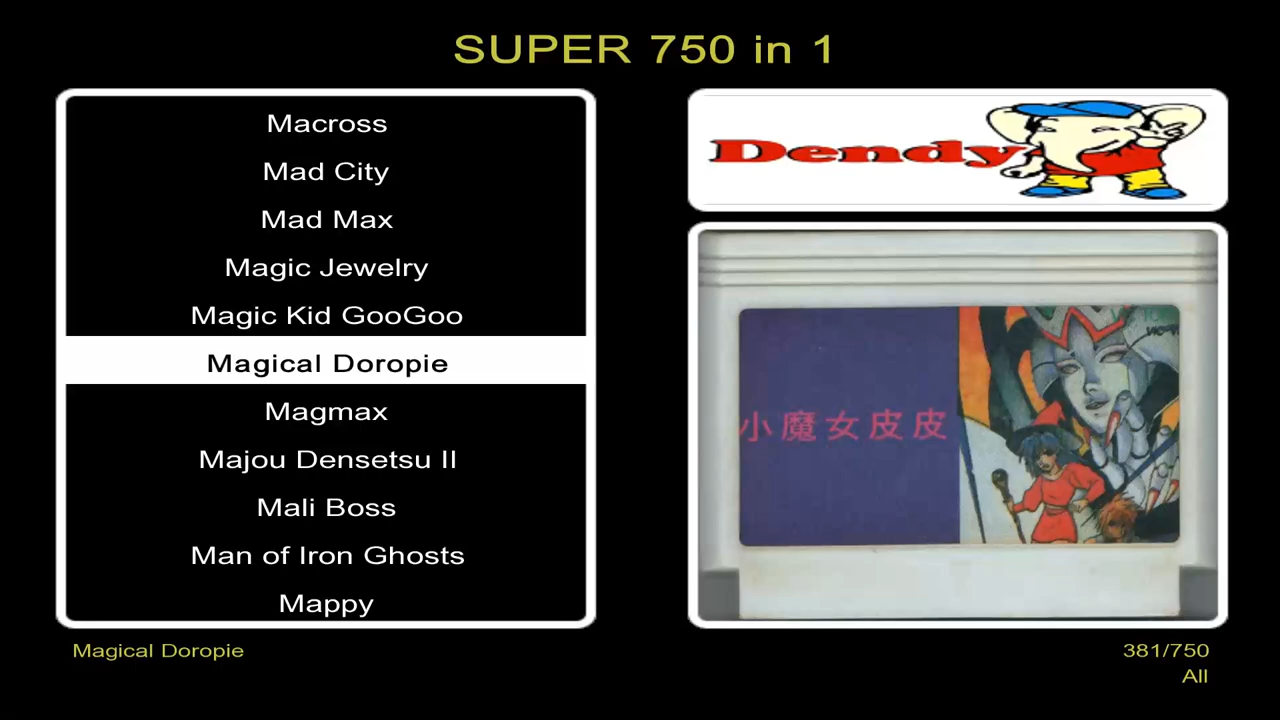 SUPER 750 in 1
Macross
Mad City
Mad Max
Magic Jewelry
Magic Kid GooGoo
Magical Doropie
Magmax
Majou Densetsu II
Mali Boss
Man of Iron Ghosts
Mappy
Dendy
小魔女皮皮
Magical Doropie
381/750
All